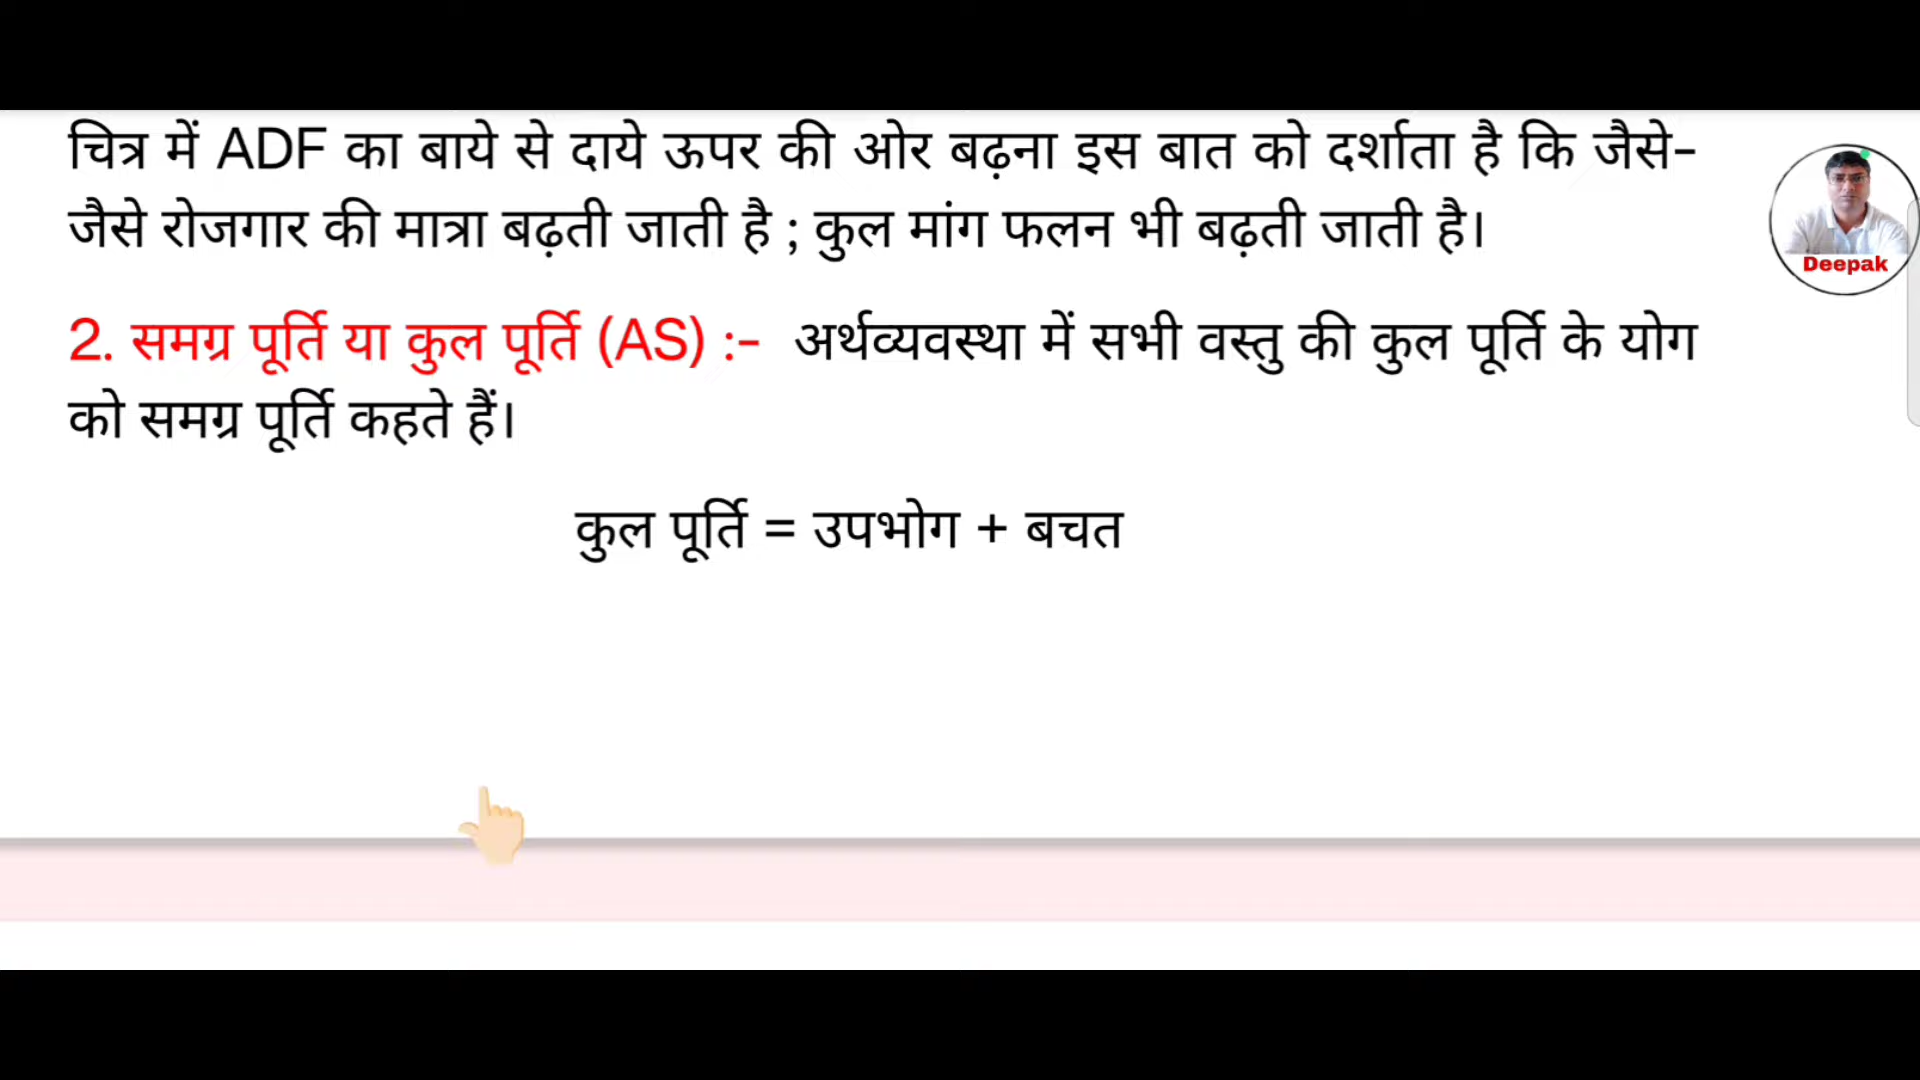 चित्र में ADF का बाये से दाये ऊपर की ओर बढ़ना इस बात को दर्शाता है कि जैसे-
जैसे रोजगार की मात्रा बढ़ती जाती है ; कुल मांग फलन भी बढ़ती जाती है।
Deepak
2. समग्र पूर्ति या कुल पूर्ति (AS) :- अर्थव्यवस्था में सभी वस्तु की कुल पूर्ति के योग
को समग्र पूर्ति कहते हैं।
कुल पूर्ति = उपभोग + बचत